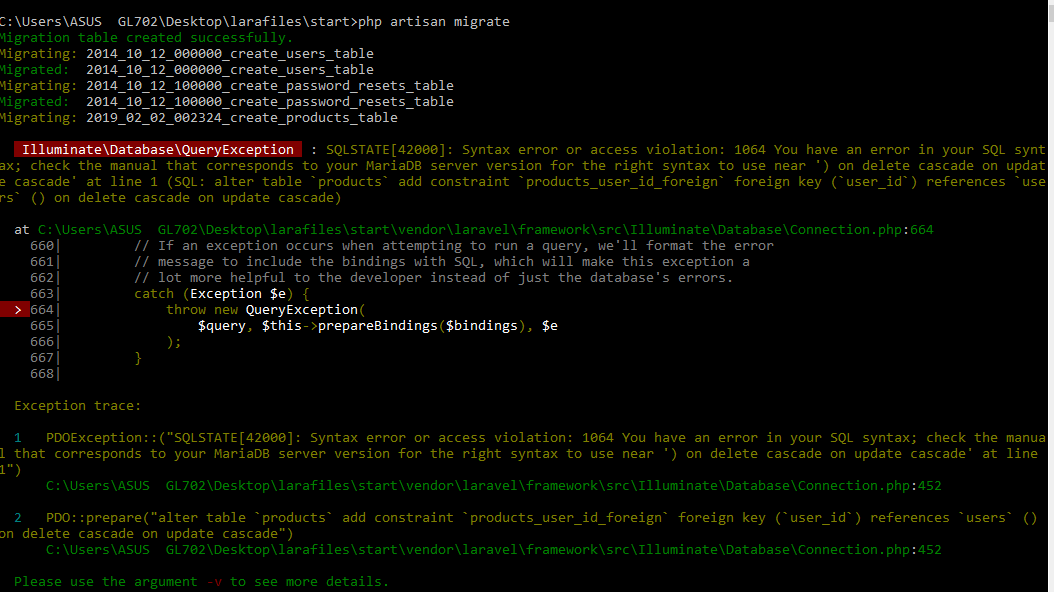 C:\Users\ASUS  GL702\Desktop\larafiles\start>php artisan migrate
Migration table created successfully.
Migrating: 2014_10_12_000000_create_users_table
Migrated:  2014_10_12_000000_create_users_table
Migrating: 2014_10_12_100000_create_password_resets_table
Migrated:  2014_10_12_100000_create_password_resets_table
Migrating: 2019_02_02_002324_create_products_table
Illuminate\Database\QueryException  : SQLSTATE[42000]: Syntax error or access violation: 1064 You have an error in your SQL synt
ax; check the manual that corresponds to your MariaDB server version for the right syntax to use near ') on delete cascade on updat
e cascade' at line 1 (SQL: alter table `products` add constraint `products_user_id_foreign` foreign key (`user_id`) references `use
rs` () on delete cascade on update cascade)
at C:\Users\ASUS  GL702\Desktop\larafiles\start\vendor\laravel\framework\src\Illuminate\Database\Connection.php:664
660|         // If an exception occurs when attempting to run a query, we'll format the error
661|         // message to include the bindings with SQL, which will make this exception a
662|         // lot more helpful to the developer instead of just the database's errors.
663|         catch (Exception $e) {
> 664|             throw new QueryException(
665|                 $query, $this->prepareBindings($bindings), $e
666|             );
667|         }
668|
Exception trace:
1   PDOException::("SQLSTATE[42000]: Syntax error or access violation: 1064 You have an error in your SQL syntax; check the manua
l that corresponds to your MariaDB server version for the right syntax to use near ') on delete cascade on update cascade' at line
1")
C:\Users\ASUS  GL702\Desktop\larafiles\start\vendor\laravel\framework\src\Illuminate\Database\Connection.php:452
2   PDO::prepare("alter table `products` add constraint `products_user_id_foreign` foreign key (`user_id`) references `users` ()
on delete cascade on update cascade")
C:\Users\ASUS  GL702\Desktop\larafiles\start\vendor\laravel\framework\src\Illuminate\Database\Connection.php:452
Please use the argument -v to see more details.